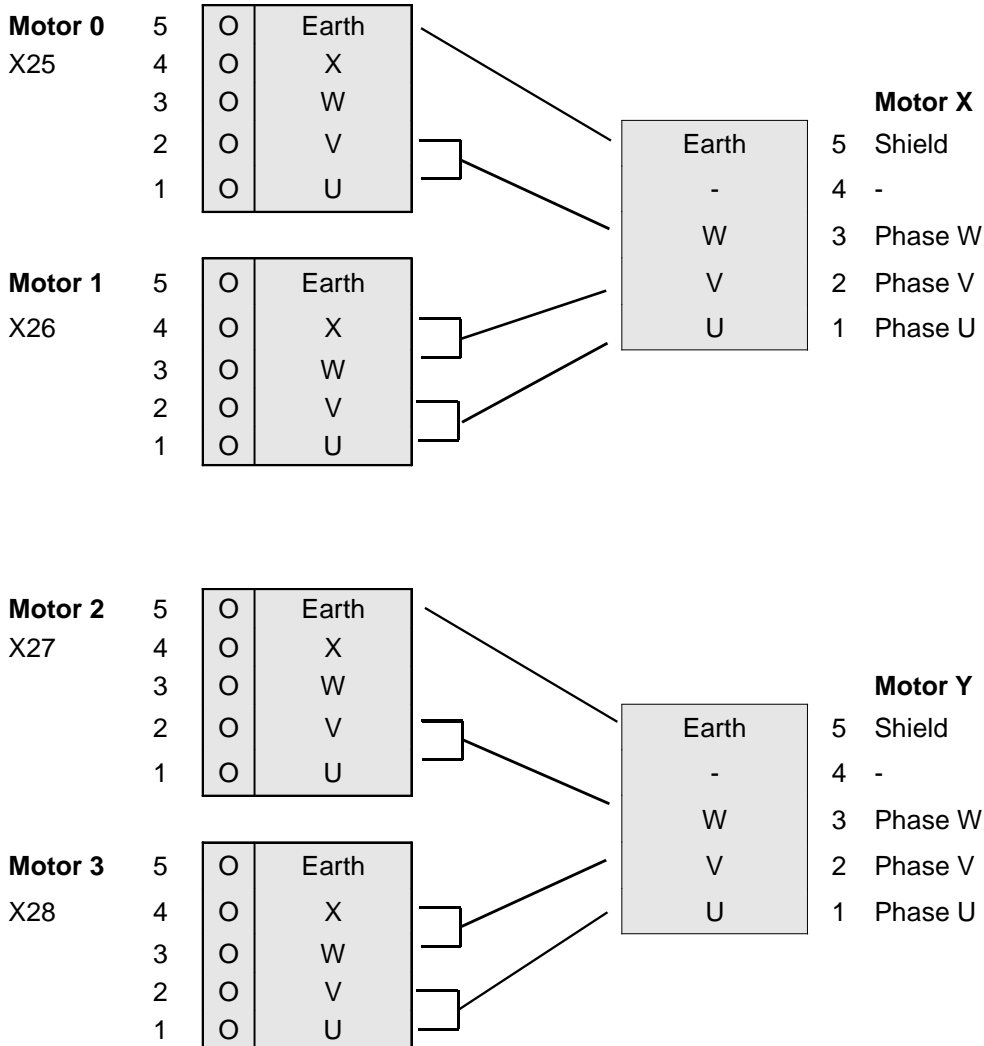 Motor 0 5 O Earth
X25 4 O X
3 O W Motor X
2 O V Earth 5 Shield
1 O U - 4 -
W 3 Phase W
Motor 1 5 O Earth V 2 Phase V
X26 4 O X U 1 Phase U
3 O W
2 O V
1 O U
Motor 2 5 O Earth
X27 4 O X
3 O W Motor Y
2 O V Earth 5 Shield
1 O U - 4 -
W 3 Phase W
Motor 3 5 O Earth V 2 Phase V
X28 4 O X U 1 Phase U
3 O W
2 O V
1 O U